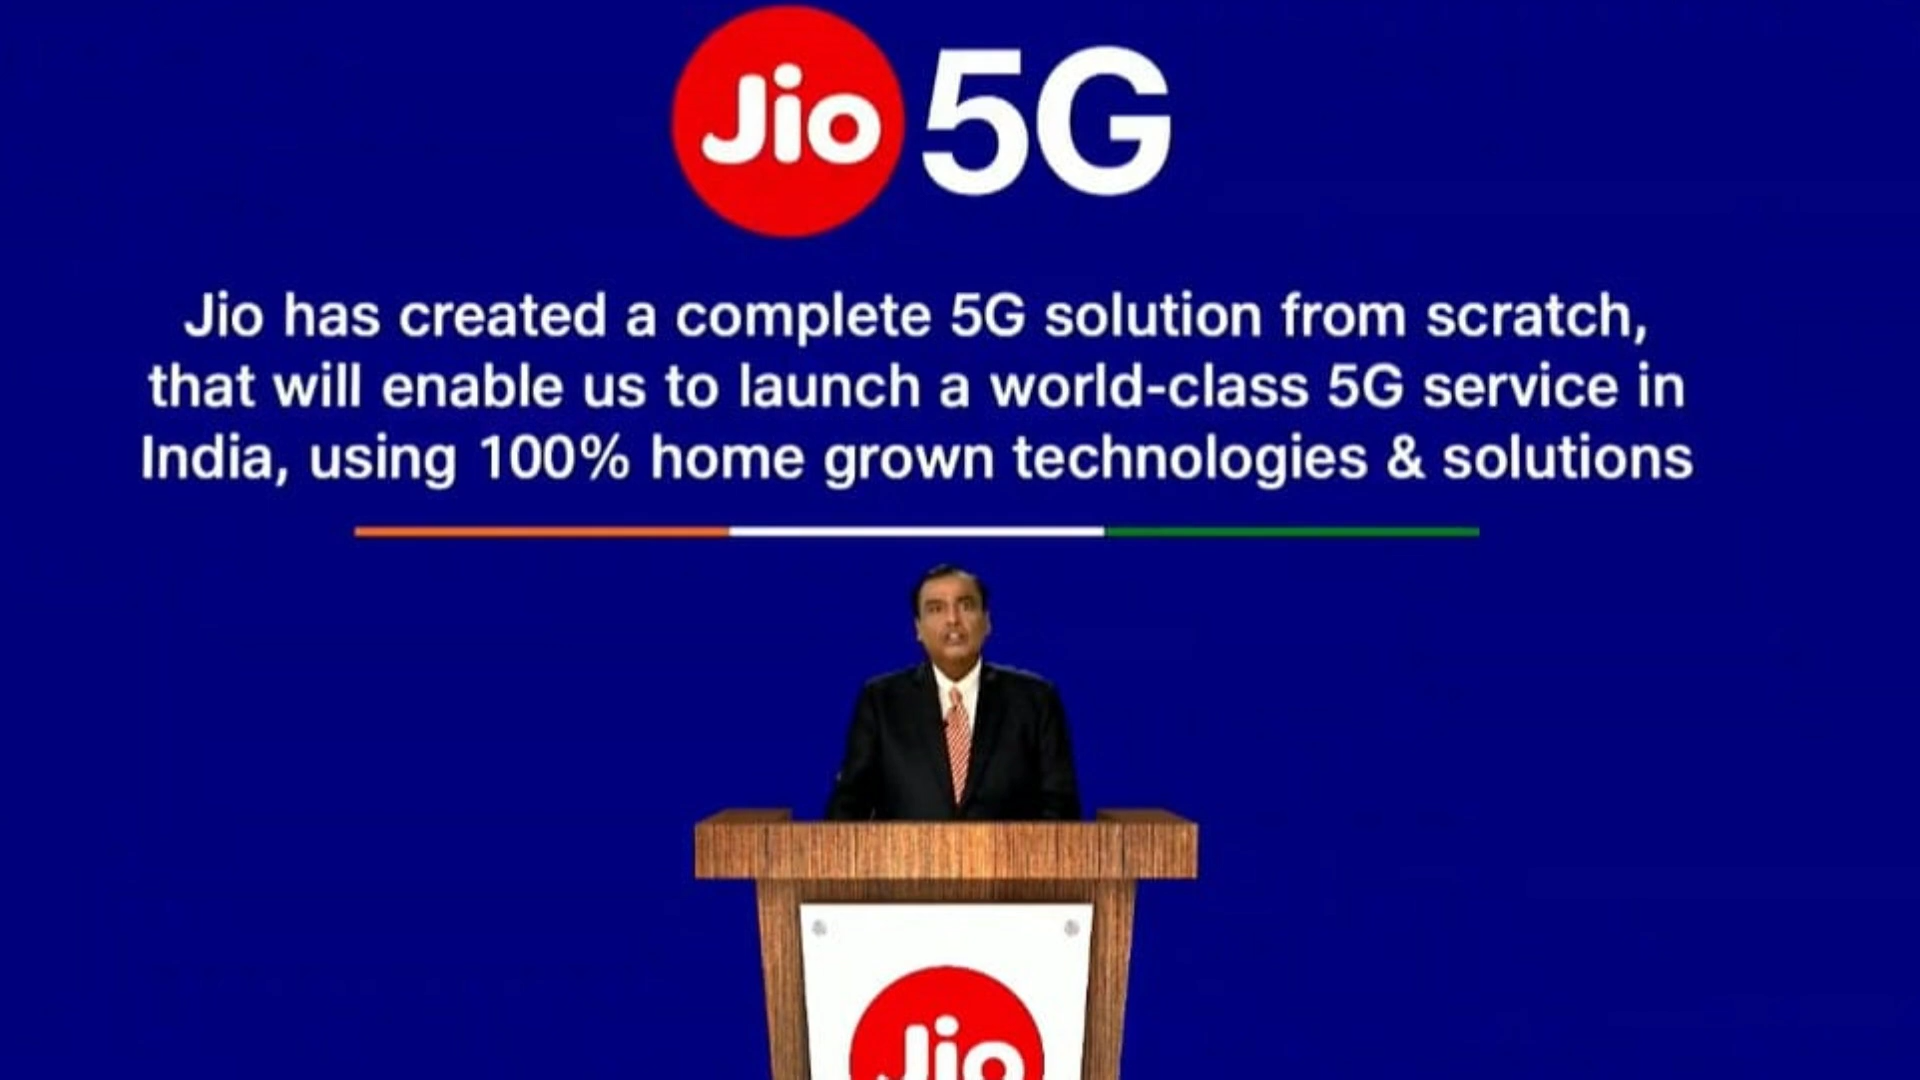 Jio 5G
Jio has created a complete 5G solution from scratch,
that will enable us to launch a world-class 5G service in
India, using 100% home grown technologies & solutions
Jio